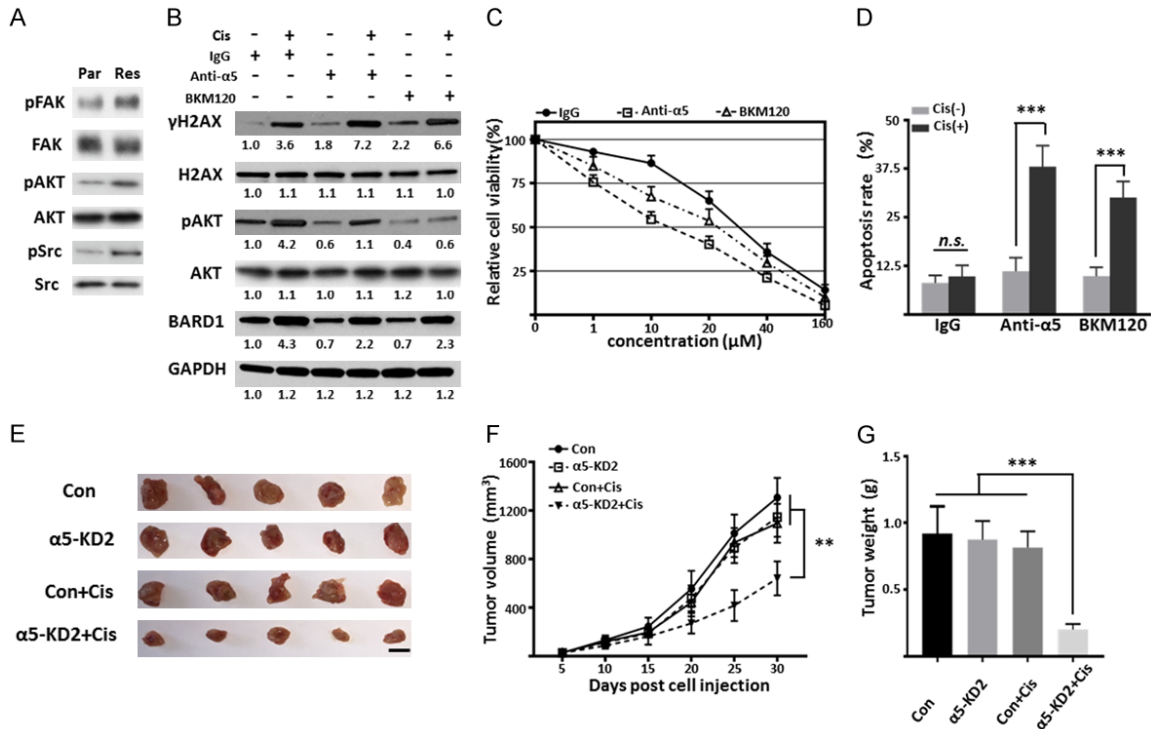 A
Par Res
pFAK
FAK
pAKT
AKT
pSrc
Src
B
Cis - + - + - +
IgG + + - - - -
Anti-α5 - - + + - -
BKM120 - - - - + +
γH2AX
1.0 3.6 1.8 7.2 2.2 6.6
H2AX
1.0 1.1 1.1 1.1 1.1 1.0
pAKT
1.0 4.2 0.6 1.1 0.4 0.6
AKT
1.0 1.1 1.0 1.1 1.2 1.0
BARD1
1.0 4.3 0.7 2.2 0.7 2.3
GAPDH
1.0 1.2 1.2 1.2 1.2 1.2
C
IgG Anti-α5 BKM120
Relative cell viability(%)
100
75
50
25
0 1 10 20 40 160
concentration (μM)
D
Cis(-)
Cis(+)
Apoptosis rate (%)
50
37.5
25
12.5
n.s.
***
***
IgG Anti-α5 BKM120
E
Con
α5-KD2
Con+Cis
α5-KD2+Cis
F
Con
α5-KD2
Con+Cis
α5-KD2+Cis
Tumor volume (mm³)
1600
1200
800
400
**
5 10 15 20 25 30
Days post cell injection
G
Tumor weight (g)
1.5
1.0
0.5
***
Con
α5-KD2
Con+Cis
α5-KD2+Cis